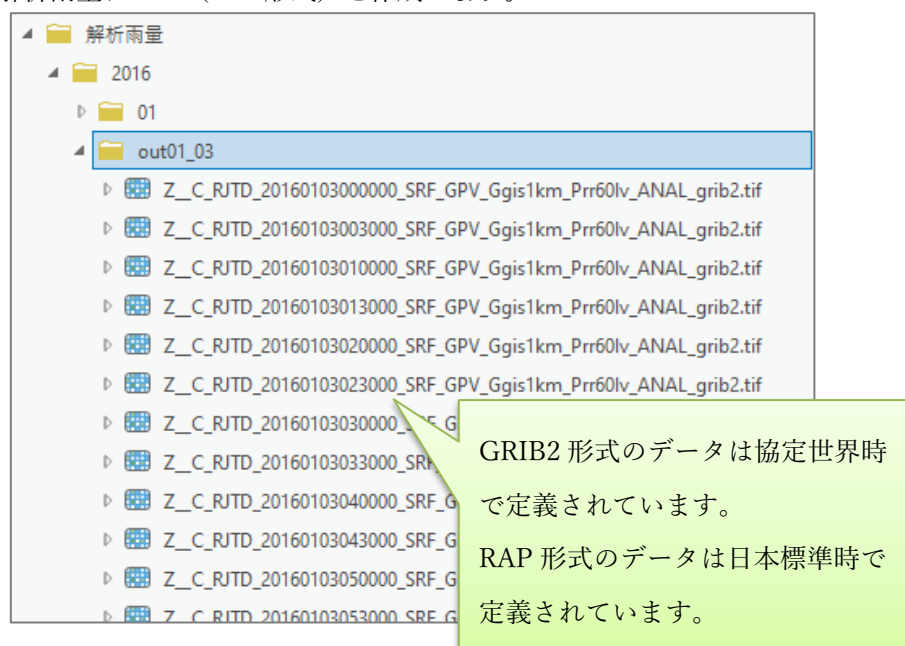 解析雨量
2016
01
out01_03
Z__C_RJTD_20160103000000_SRF_GPV_Ggis1km_Prr60lv_ANAL_grib2.tif
Z__C_RJTD_20160103003000_SRF_GPV_Ggis1km_Prr60lv_ANAL_grib2.tif
Z__C_RJTD_20160103010000_SRF_GPV_Ggis1km_Prr60lv_ANAL_grib2.tif
Z__C_RJTD_20160103013000_SRF_GPV_Ggis1km_Prr60lv_ANAL_grib2.tif
Z__C_RJTD_20160103020000_SRF_GPV_Ggis1km_Prr60lv_ANAL_grib2.tif
Z__C_RJTD_20160103023000_SRF_GPV_Ggis1km_Prr60lv_ANAL_grib2.tif
Z__C_RJTD_20160103030000_SRF_G
Z__C_RJTD_20160103033000_SRF
Z__C_RJTD_20160103040000_SRF_G
Z__C_RJTD_20160103043000_SRF_G
Z__C_RJTD_20160103050000_SRF_G
Z__C_RJTD_20160103053000_SRF_G
GRIB2 形式のデータは協定世界時
で定義されています。
RAP 形式のデータは日本標準時で
定義されています。